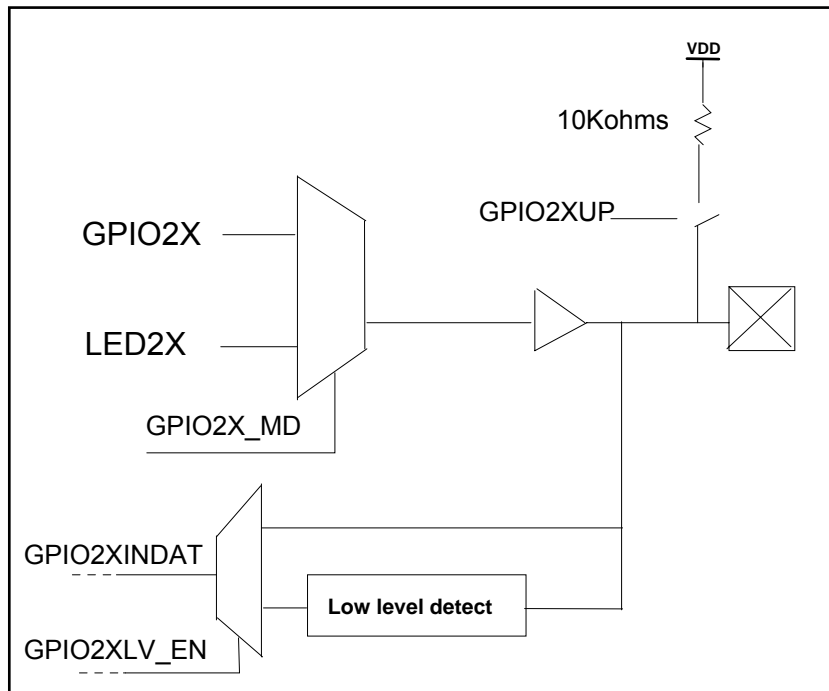 VDD
10Kohms
GPIO2XUP
GPIO2X
LED2X
GPIO2X_MD
GPIO2XINDAT
Low level detect
GPIO2XLV_EN